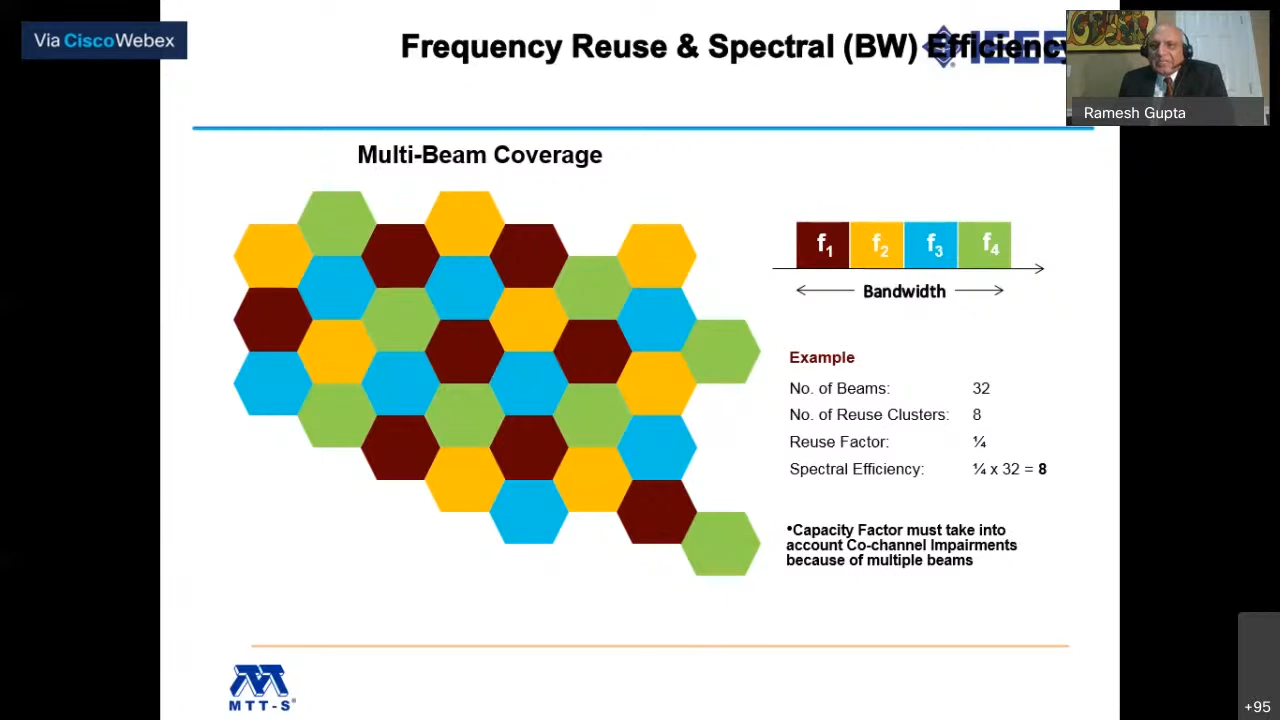 Via CiscoWebex
Frequency Reuse & Spectral (BW) Efficiency
IEEE
Ramesh Gupta
Multi-Beam Coverage
f1 f2 f3 f4
Bandwidth
Example
No. of Beams: 32
No. of Reuse Clusters: 8
Reuse Factor: ¼
Spectral Efficiency: ¼ x 32 = 8
•Capacity Factor must take into
account Co-channel Impairments
because of multiple beams
MTT-S®
+95